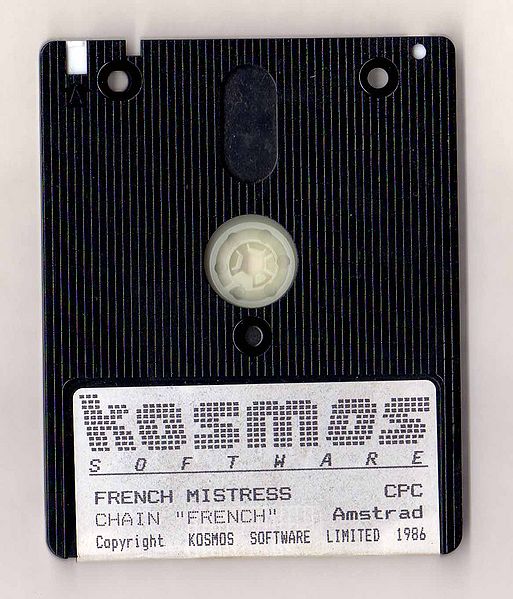 KOSMOS
SOFTWARE
FRENCH MISTRESS CPC
CHAIN "FRENCH" Amstrad
Copyright KOSMOS SOFTWARE LIMITED 1986